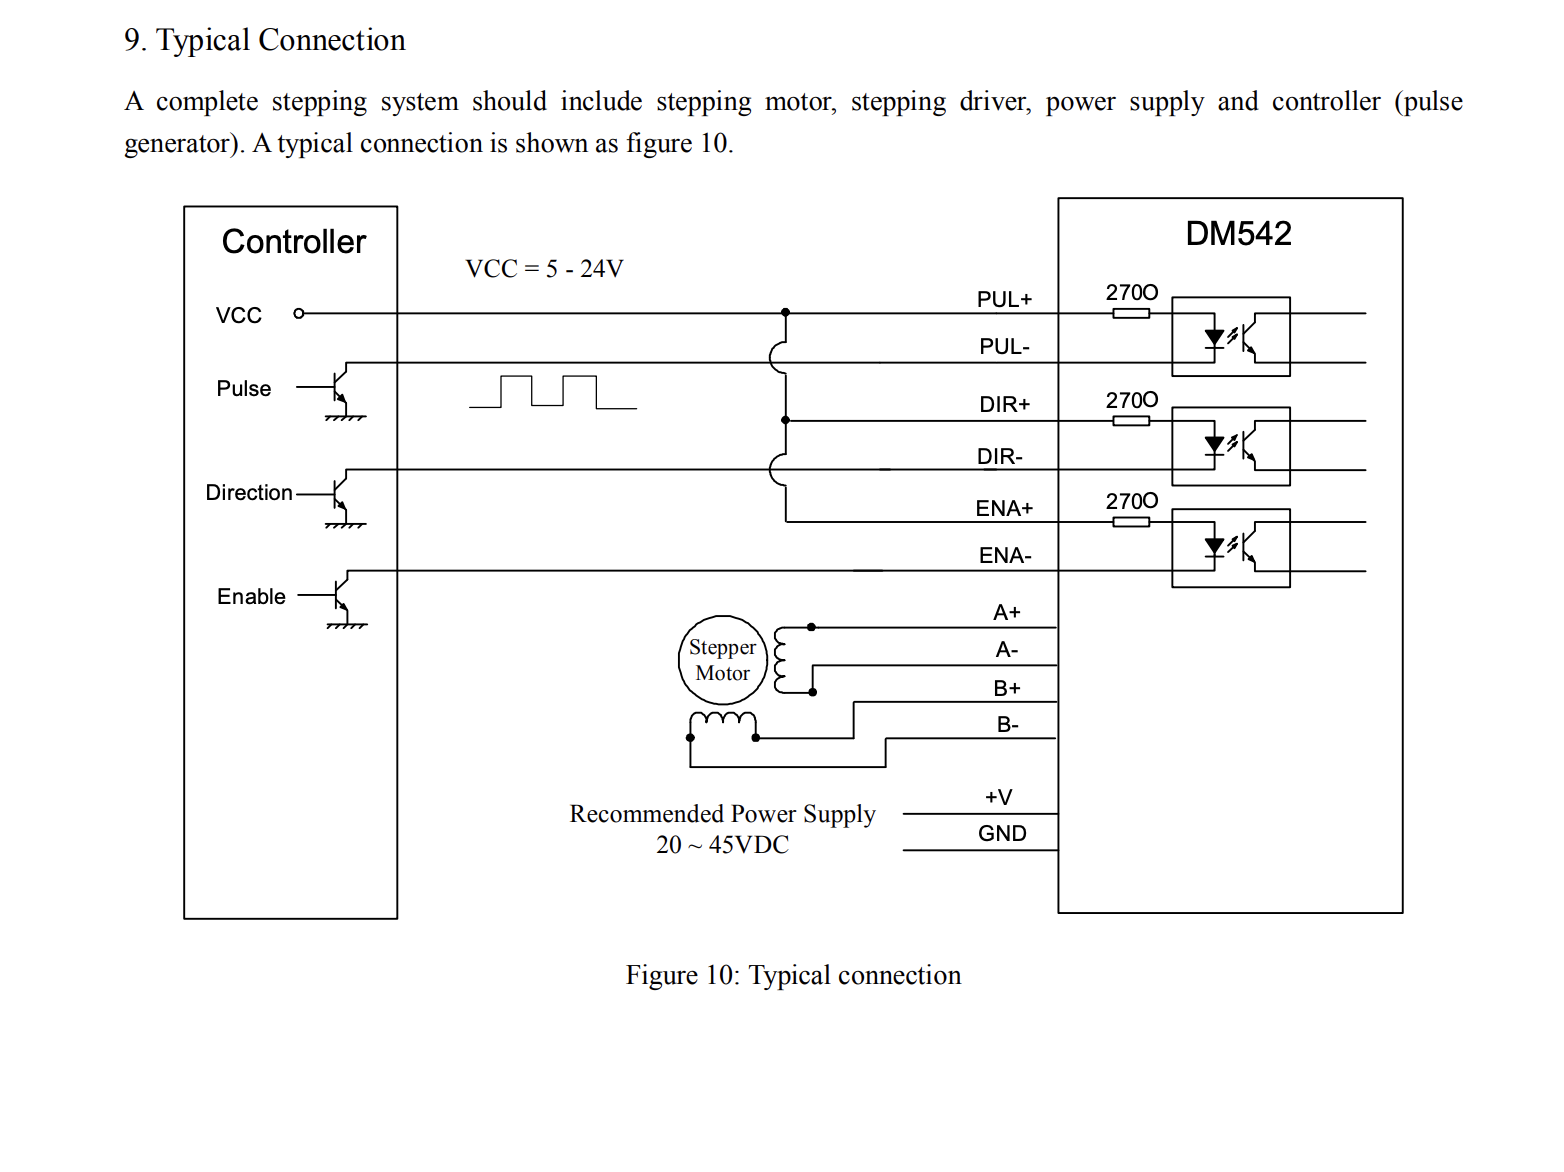 9. Typical Connection
A complete stepping system should include stepping motor, stepping driver, power supply and controller (pulse
generator). A typical connection is shown as figure 10.
Controller
DM542
VCC = 5 - 24V
VCC
PUL+
270O
PUL-
Pulse
DIR+
270O
DIR-
Direction
ENA+
270O
ENA-
Enable
A+
Stepper
Motor
A-
B+
B-
+V
Recommended Power Supply
20 ~ 45VDC
GND
Figure 10: Typical connection